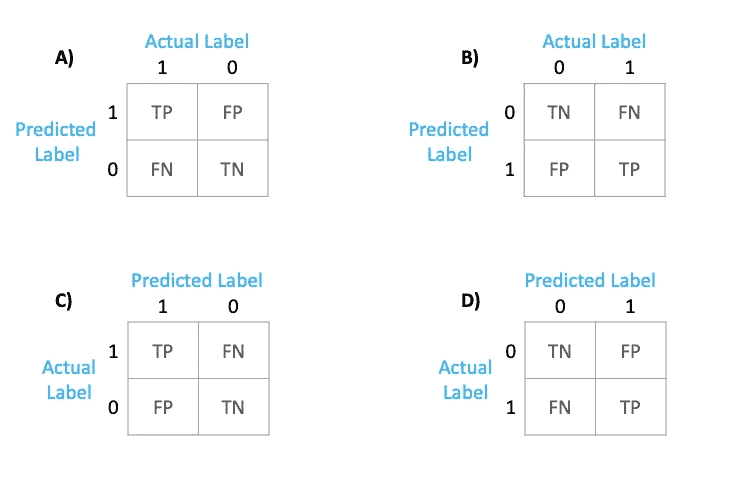 A)
Actual Label
1 0
Predicted Label
1 TP FP
0 FN TN
B)
Actual Label
0 1
Predicted Label
0 TN FN
1 FP TP
C)
Predicted Label
1 0
Actual Label
1 TP FN
0 FP TN
D)
Predicted Label
0 1
Actual Label
0 TN FP
1 FN TP